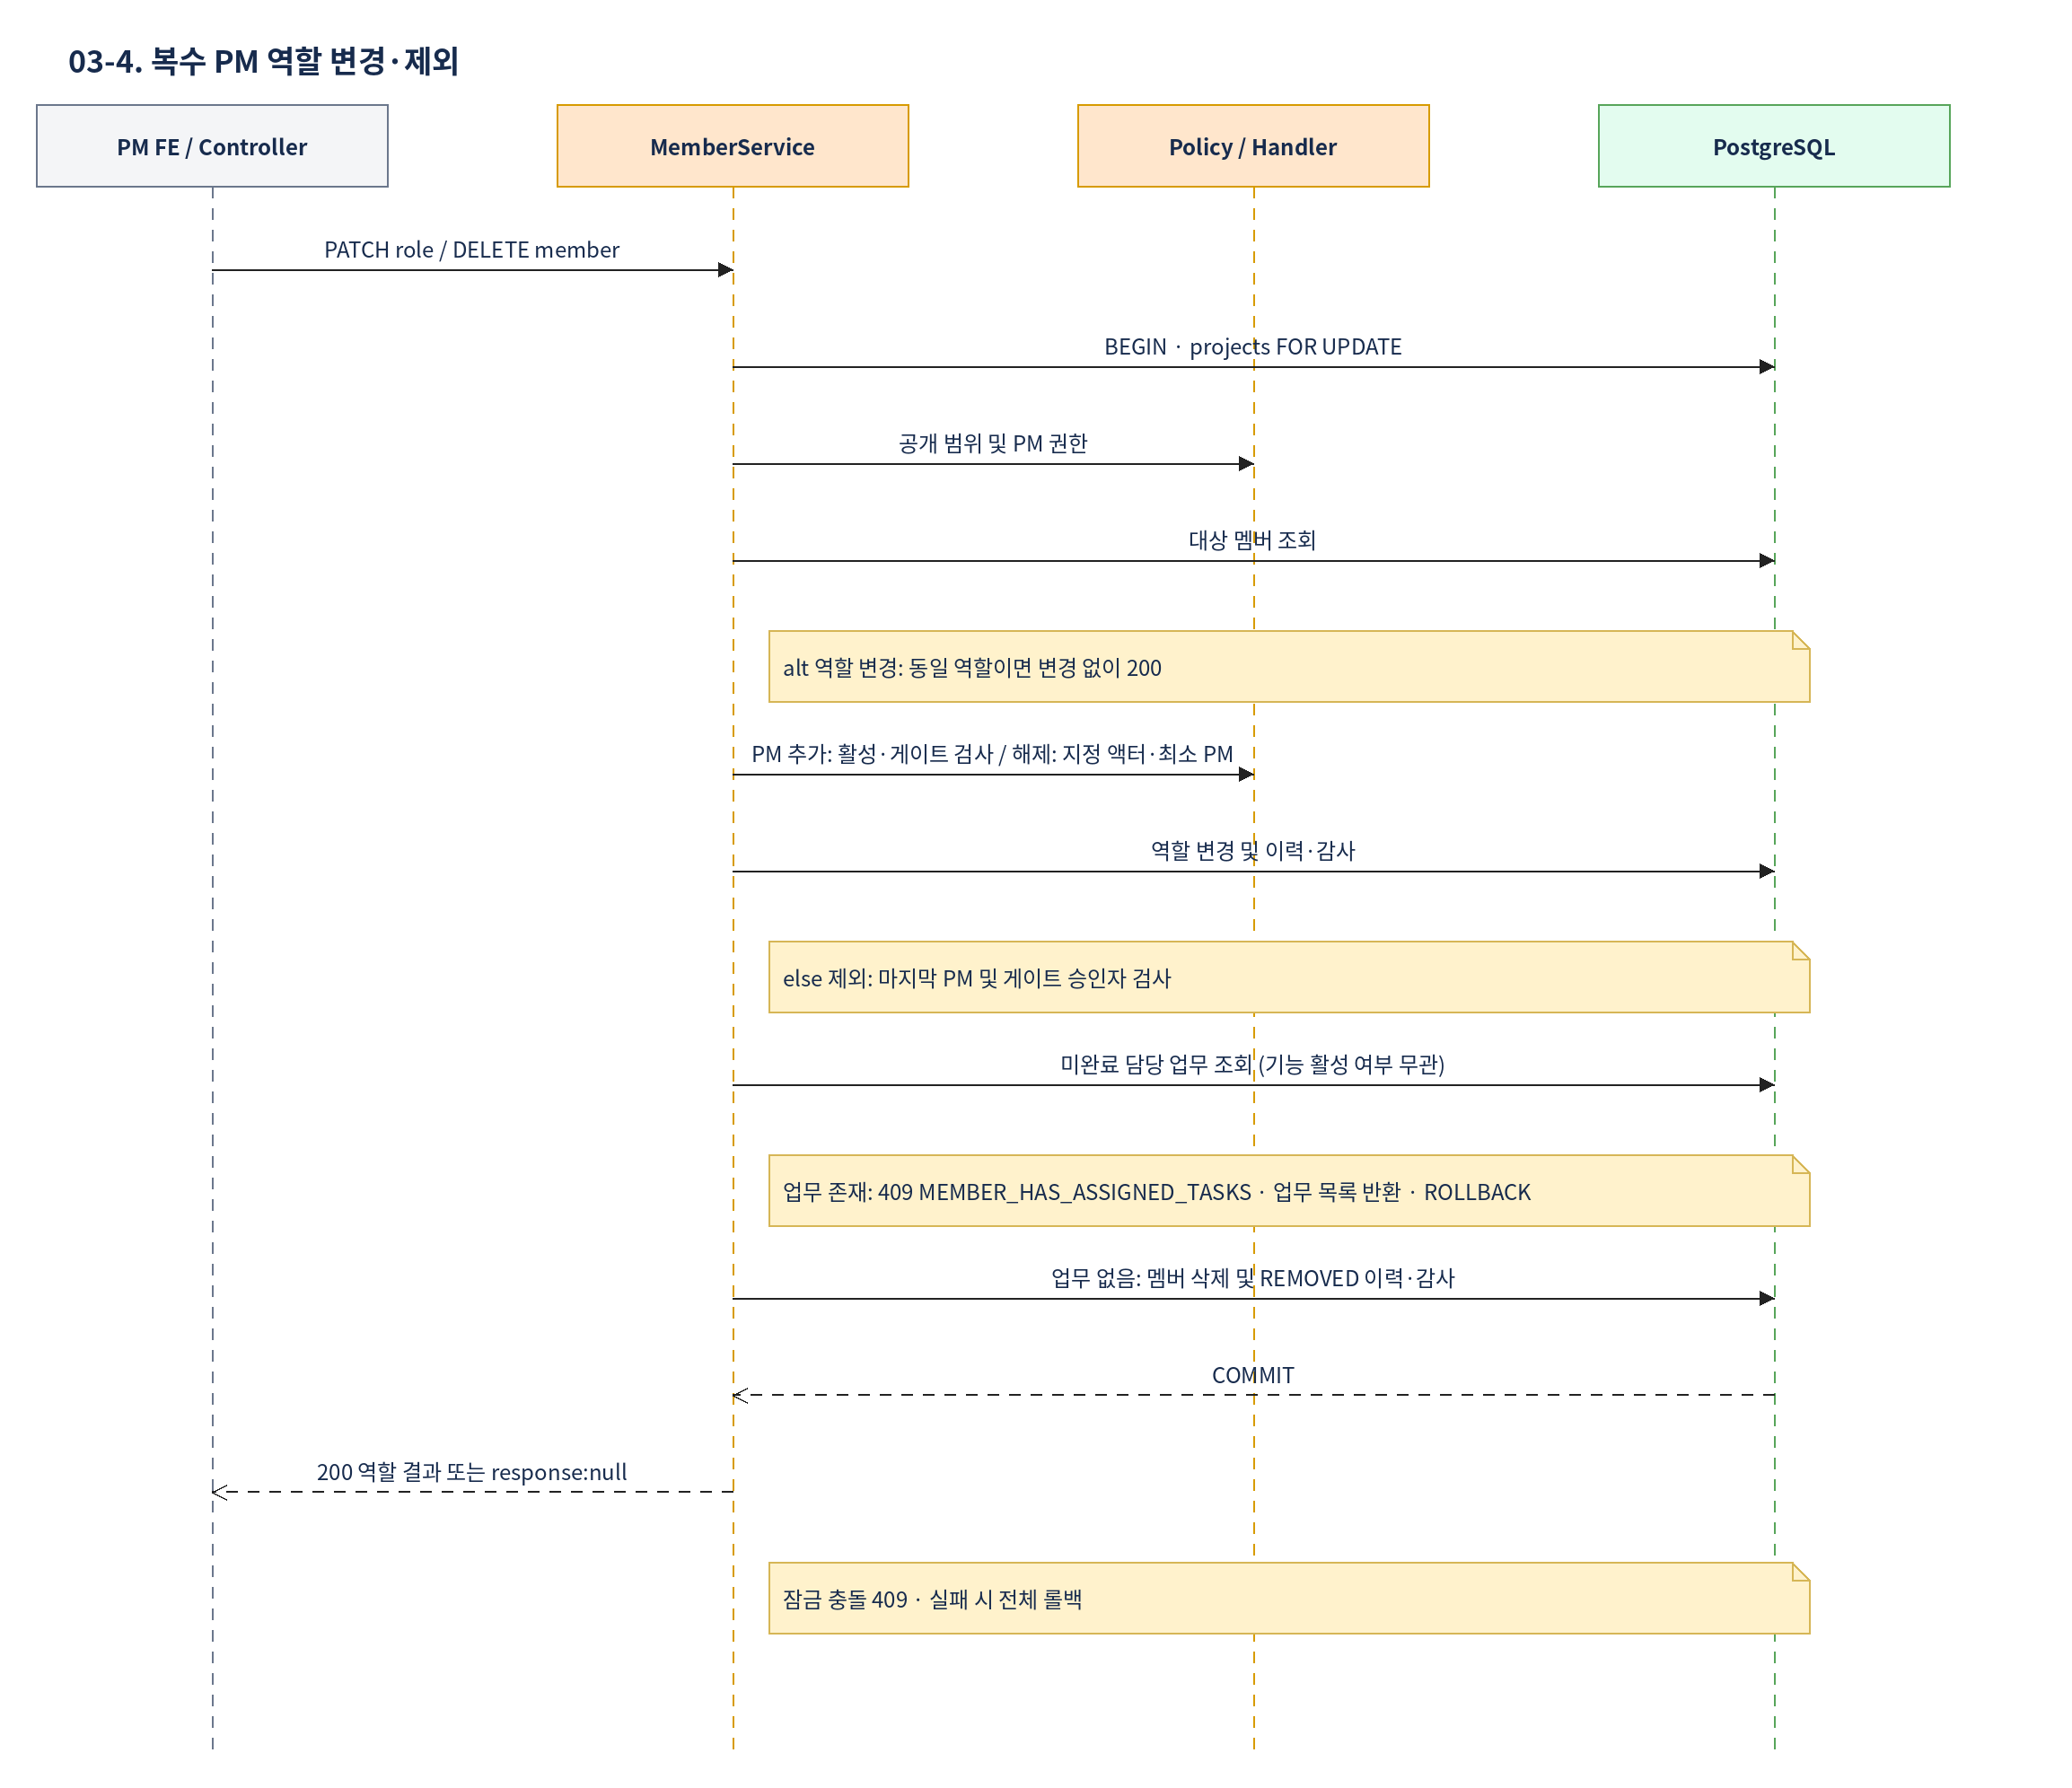 03-4. 복수 PM 역할 변경·제외
PM FE / Controller
MemberService
Policy / Handler
PostgreSQL
PATCH role / DELETE member
BEGIN · projects FOR UPDATE
공개 범위 및 PM 권한
대상 멤버 조회
alt 역할 변경: 동일 역할이면 변경 없이 200
PM 추가: 활성·게이트 검사 / 해제: 지정 액터·최소 PM
역할 변경 및 이력·감사
else 제외: 마지막 PM 및 게이트 승인자 검사
미완료 담당 업무 조회 (기능 활성 여부 무관)
업무 존재: 409 MEMBER_HAS_ASSIGNED_TASKS · 업무 목록 반환 · ROLLBACK
업무 없음: 멤버 삭제 및 REMOVED 이력·감사
COMMIT
200 역할 결과 또는 response:null
잠금 충돌 409 · 실패 시 전체 롤백